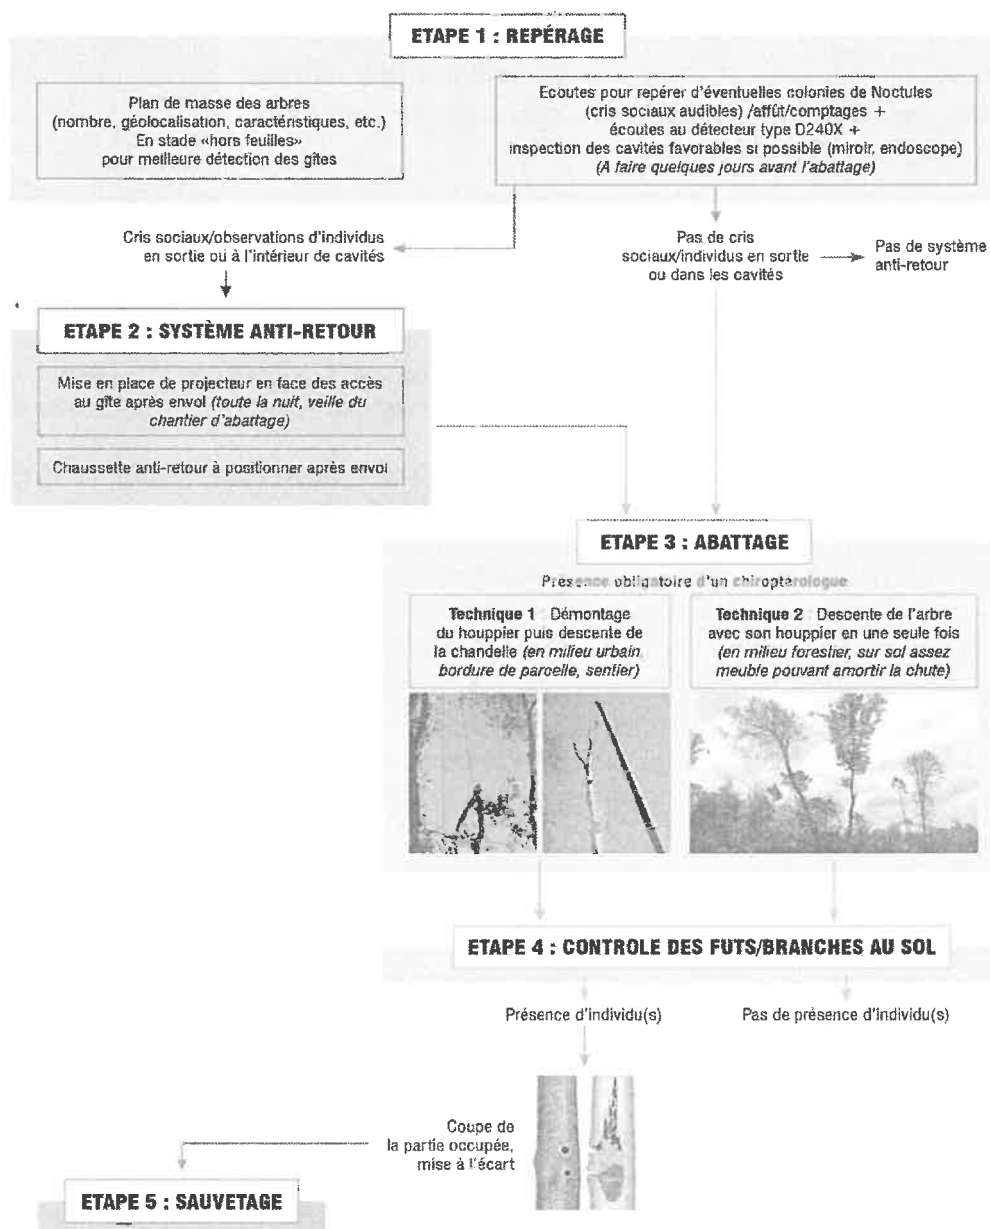 ETAPE 1 : REPÉRAGE
Plan de masse des arbres
(nombre, géolocalisation, caractéristiques, etc.)
En stade «hors feuilles»
pour meilleure détection des gîtes
Ecoutes pour repérer d'éventuelles colonies de Noctules
(cris sociaux audibles) /affût/comptages +
écoutes au détecteur type D240X +
inspection des cavités favorables si possible (miroir, endoscope)
(A faire quelques jours avant l'abattage)
Cris sociaux/observations d'individus
en sortie ou à l'intérieur de cavités
Pas de cris
sociaux/individus en sortie
ou dans les cavités
Pas de système
anti-retour
ETAPE 2 : SYSTÈME ANTI-RETOUR
Mise en place de projecteur en face des accès
au gîte après envol (toute la nuit, veille du
chantier d'abattage)
Chaussette anti-retour à positionner après envol
ETAPE 3 : ABATTAGE
obligatoire d'un chiroptérologue
Technique 1 Démontage
du houppier puis descente de
la chandelle (en milieu urbain
bordure de parcelle, sentier)
Technique 2 Descente de l'arbre
avec son houppier en une seule fois
(en milieu forestier, sur sol assez
meuble pouvant amortir la chute)
ETAPE 4 : CONTROLE DES FUTS/BRANCHES AU SOL
Présence d'individu(s)
Pas de présence d'individu(s)
Coupe de
la partie occupée,
mise à l'écart
ETAPE 5 : SAUVETAGE